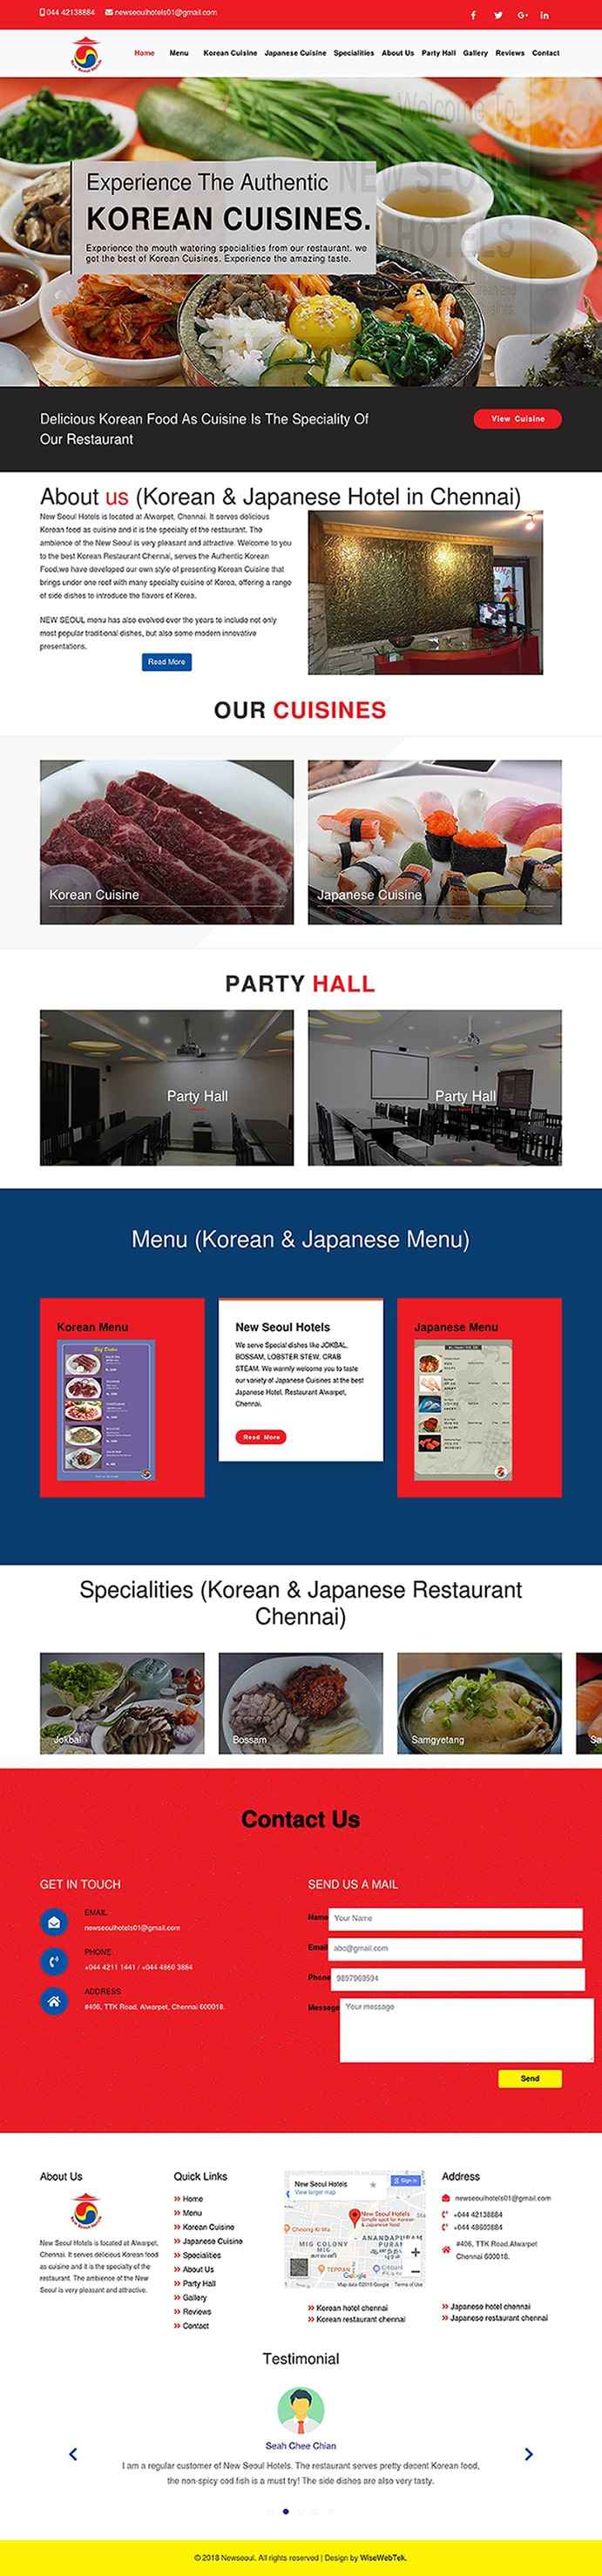 044 42138884 newseoulhotels01@gmail.com
Home Menu Korean Cuisine Japanese Cuisine Specialities About Us Party Hall Gallery Reviews Contact
Welcome To
NEW SEOUL
HOTELS
Experience The Authentic
KOREAN CUISINES.
Experience the mouth watering specialities from our restaurant. we
got the best of Korean Cuisines. Experience the amazing taste.
Delicious Korean Food As Cuisine Is The Speciality Of
Our Restaurant
View Cuisine
About us (Korean & Japanese Hotel in Chennai)
New Seoul Hotels is located at Alwarpet, Chennai. It serves delicious
Korean food as cuisine and it is the specialty of the restaurant. The
ambience of the New Seoul is very pleasant and attractive. Welcome to you
to the best Korean Restaurant Chennai, serves the Authentic Korean
Food,we have developed our own style of presenting Korean Cuisine that
brings under one roof with many specialty cuisine of Korea, offering a range
of side dishes to introduce the flavors of Korea.
NEW SEOUL menu has also evolved over the years to include not only
most popular traditional dishes, but also some modern innovative
presentations.
Read More
OUR CUISINES
Korean Cuisine
Japanese Cuisine
PARTY HALL
Party Hall
Party Hall
Menu (Korean & Japanese Menu)
Korean Menu
New Seoul Hotels
We serve Special dishes like JOKBAL,
BOSSAM, LOBSTER STEW, CRAB
STEAM. We warmly welcome you to taste
our variety of Japanese Cuisines at the best
Japanese Hotel, Restaurant Alwarpet,
Chennai.
Read More
Japanese Menu
Specialities (Korean & Japanese Restaurant
Chennai)
Jokbal
Bossam
Samgyetang
Sa
Contact Us
GET IN TOUCH
EMAIL
newseoulhotels01@gmail.com
PHONE
+044 4211 1441 / +044 4860 3884
ADDRESS
#406, TTK Road, Alwarpet, Chennai 600018.
SEND US A MAIL
Name Your Name
Email abc@gmail.com
Phone 9897969594
Message Your message
Send
About Us
New Seoul Hotels is located at Alwarpet,
Chennai. It serves delicious Korean food
as cuisine and it is the specialty of the
restaurant. The ambience of the New
Seoul is very pleasant and attractive.
Quick Links
Home
Menu
Korean Cuisine
Japanese Cuisine
Specialities
About Us
Party Hall
Gallery
Reviews
Contact
New Seoul Hotels
View larger map
Sign in
New Seoul Hotels
Simple spot for Korean
& Japanese food
Cheong Ki Wa
MIG COLONY
MIG
ANANDAPURAM
TEPPAN
Google
Map data ©2018 Google Terms of Use
Korean hotel chennai
Korean restaurant chennai
Address
newseoulhotels01@gmail.com
+044 42138884
+044 48603884
#406, TTK Road,Alwarpet
Chennai 600018.
Japanese hotel chennai
Japanese restaurant chennai
Testimonial
Seah Chee Chian
I am a regular customer of New Seoul Hotels. The restaurant serves pretty decent Korean food,
the non-spicy cod fish is a must try! The side dishes are also very tasty.
© 2018 Newseoul. All rights reserved | Design by WiseWebTek.